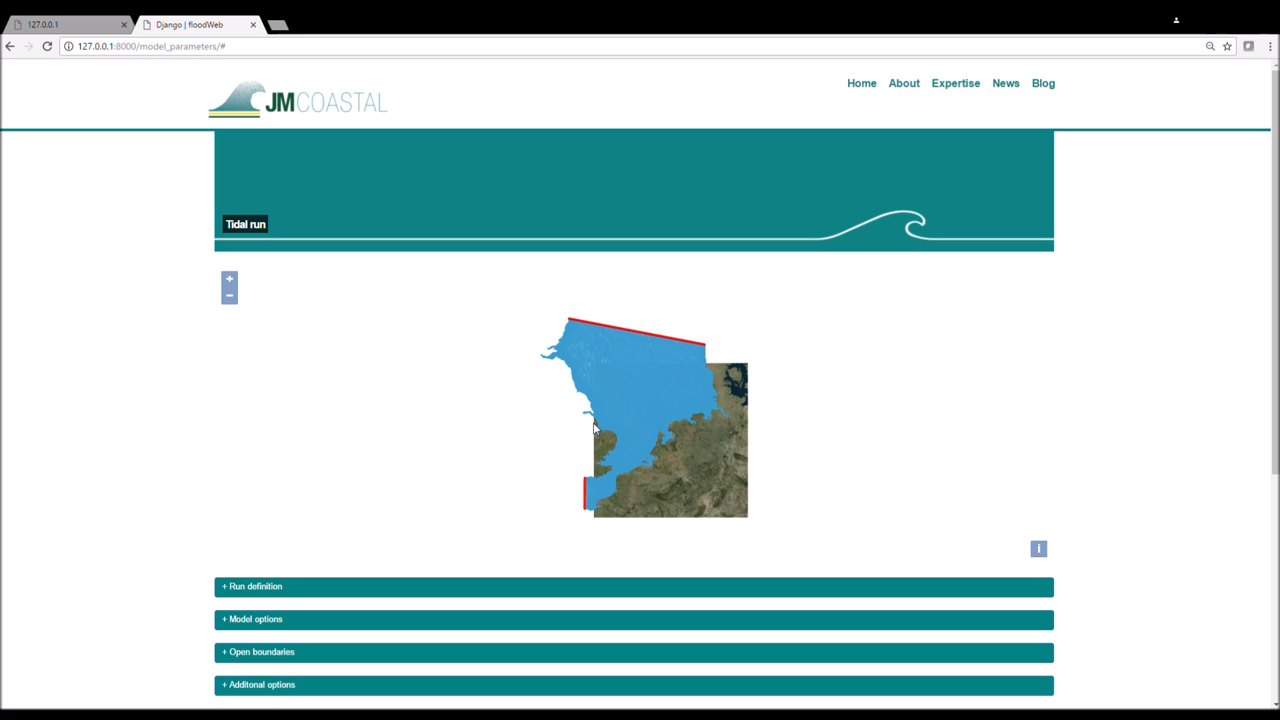 127.0.0.1
Django | floodWeb
127.0.0.1:8000/model_parameters/#
JMCOASTAL
Home About Expertise News Blog
Tidal run
+
−
i
+ Run definition
+ Model options
+ Open boundaries
+ Additonal options